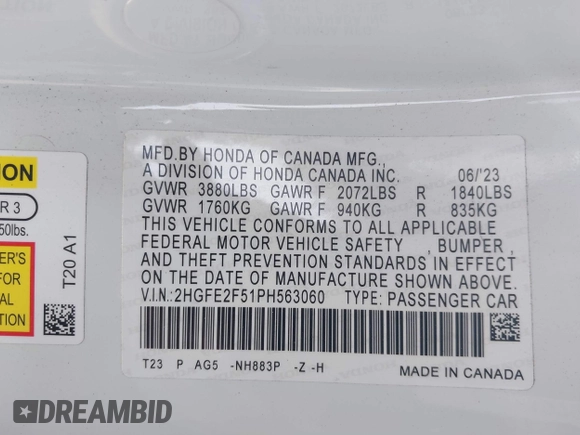 MFD.BY HONDA OF CANADA MFG.,
A DIVISION OF HONDA CANADA INC. 06/'23
GVWR 3880LBS GAWR F 2072LBS R 1840LBS
GVWR 1760KG GAWR F 940KG R 835KG
THIS VEHICLE CONFORMS TO ALL APPLICABLE
FEDERAL MOTOR VEHICLE SAFETY , BUMPER ,
AND THEFT PREVENTION STANDARDS IN EFFECT
ON THE DATE OF MANUFACTURE SHOWN ABOVE.
V.I.N.:2HGFE2F51PH563060 TYPE: PASSENGER CAR
T23 P AG5 -NH883P -Z -H
MADE IN CANADA
TION
R 3
50lbs.
ER'S
FOR
AL
TION
T20 A1
DREAMBID